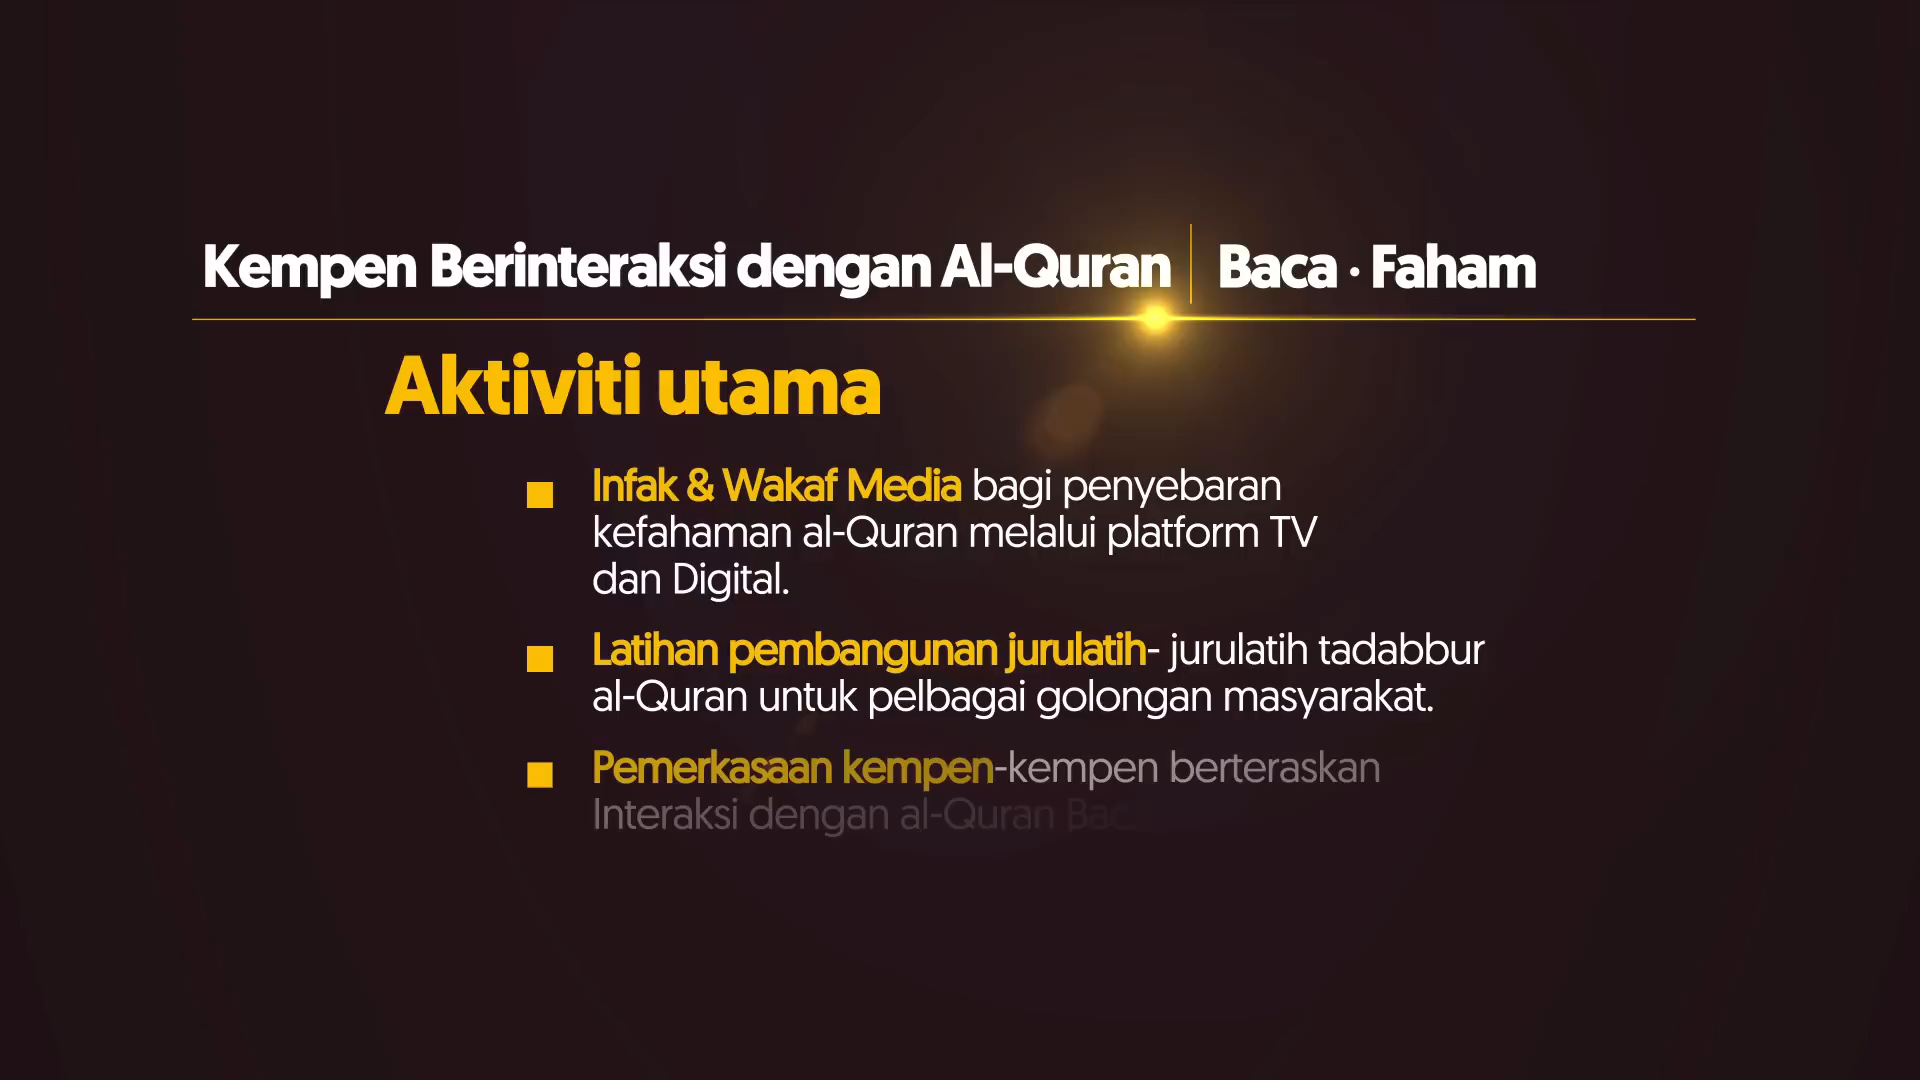 Kempen Berinteraksi dengan Al-Quran Baca · Faham
Aktiviti utama
Infak & Wakaf Media bagi penyebaran
kefahaman al-Quran melalui platform TV
dan Digital.
Latihan pembangunan jurulatih- jurulatih tadabbur
al-Quran untuk pelbagai golongan masyarakat.
Pemerkasaan kempen-kempen berteraskan
Interaksi dengan al-Quran